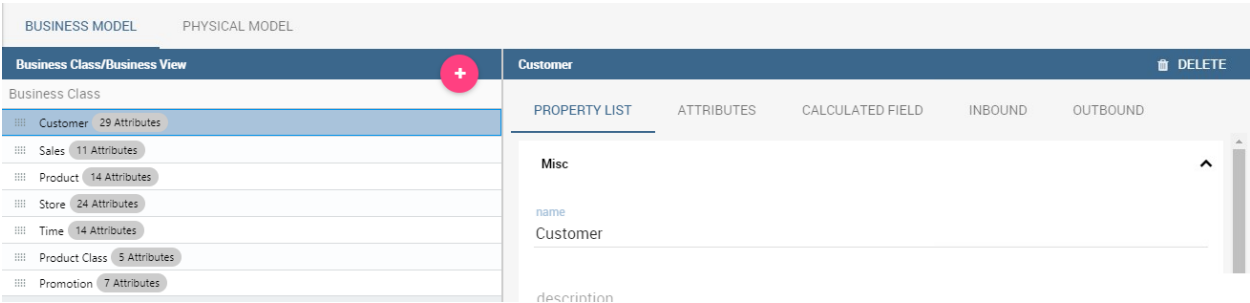 BUSINESS MODEL PHYSICAL MODEL
Business Class/Business View
Business Class
Customer 29 Attributes
Sales 11 Attributes
Product 14 Attributes
Store 24 Attributes
Time 14 Attributes
Product Class 5 Attributes
Promotion 7 Attributes
Customer DELETE
PROPERTY LIST ATTRIBUTES CALCULATED FIELD INBOUND OUTBOUND
Misc
name
Customer
description